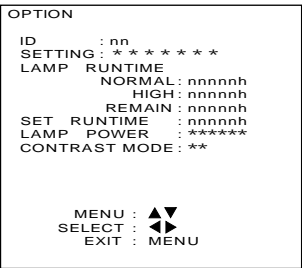 OPTION
ID : nn
SETTING : * * * * * * *
LAMP RUNTIME
NORMAL : nnnnnh
HIGH : nnnnnh
REMAIN : nnnnnh
SET RUNTIME : nnnnnh
LAMP POWER : ******
CONTRAST MODE : **
MENU : ▲▼
SELECT : ◀▶
EXIT : MENU